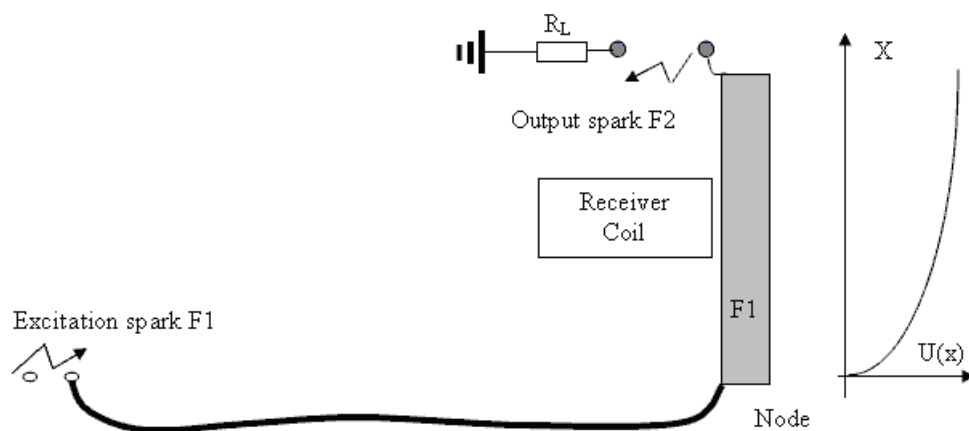 R_L
X
Output spark F2
Receiver
Coil
Excitation spark F1
F1
U(x)
Node